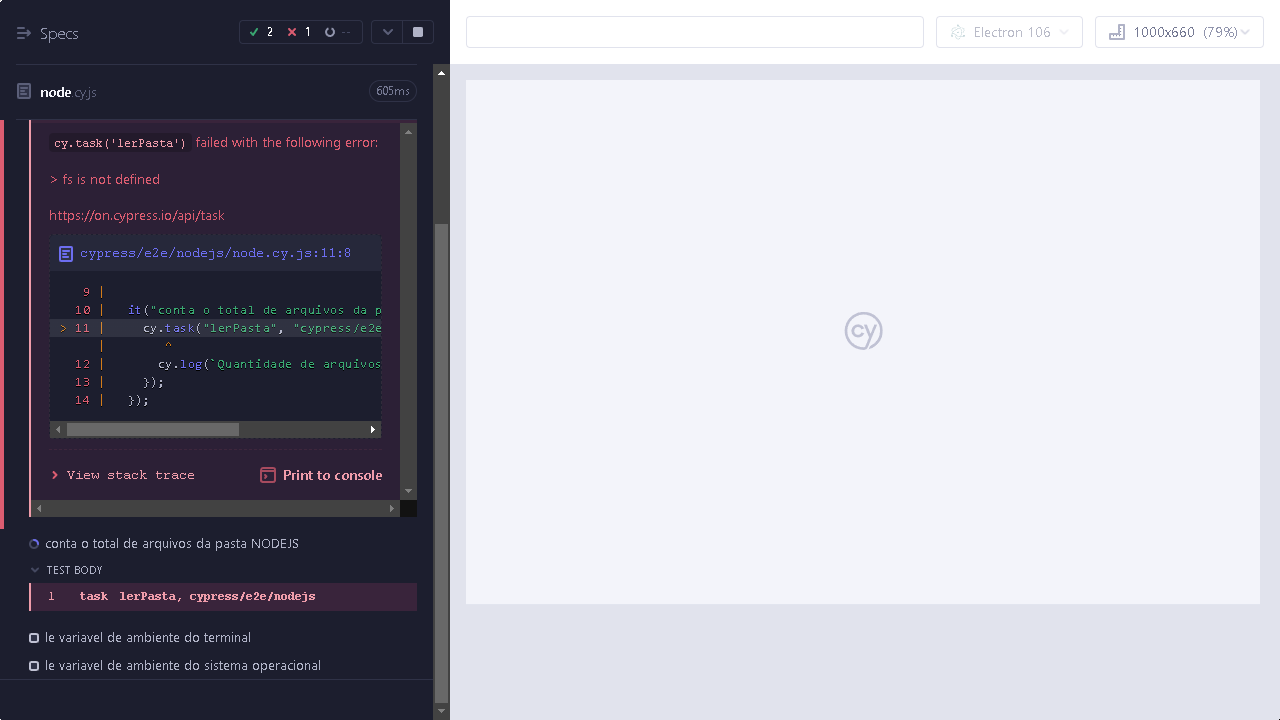 Specs
2
1
--
Electron 106
1000x660 (79%)
node.cy.js
605ms
cy.task('lerPasta') failed with the following error:
> fs is not defined
https://on.cypress.io/api/task
cypress/e2e/nodejs/node.cy.js:11:8
9 |
10 | it("conta o total de arquivos da p
> 11 | cy.task("lerPasta", "cypress/e2e
| ^
12 | cy.log(`Quantidade de arquivos
13 | });
14 | });
View stack trace
Print to console
conta o total de arquivos da pasta NODEJS
TEST BODY
1 task lerPasta, cypress/e2e/nodejs
le variavel de ambiente do terminal
le variavel de ambiente do sistema operacional
cy